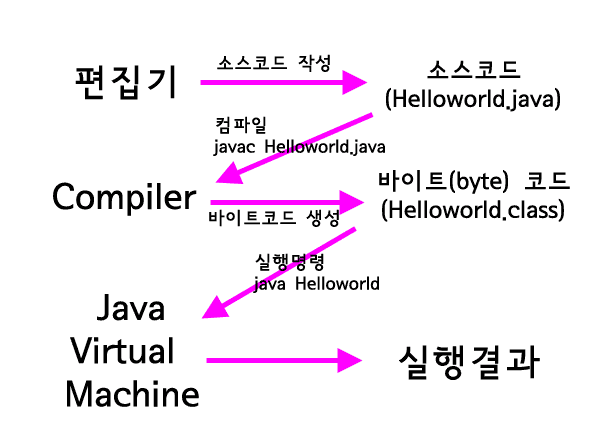 편집기
소스코드 작성
소스코드
(Helloworld.java)
컴파일
javac Helloworld.java
Compiler
바이트코드 생성
바이트(byte) 코드
(Helloworld.class)
실행명령
java Helloworld
Java
Virtual
Machine
실행결과